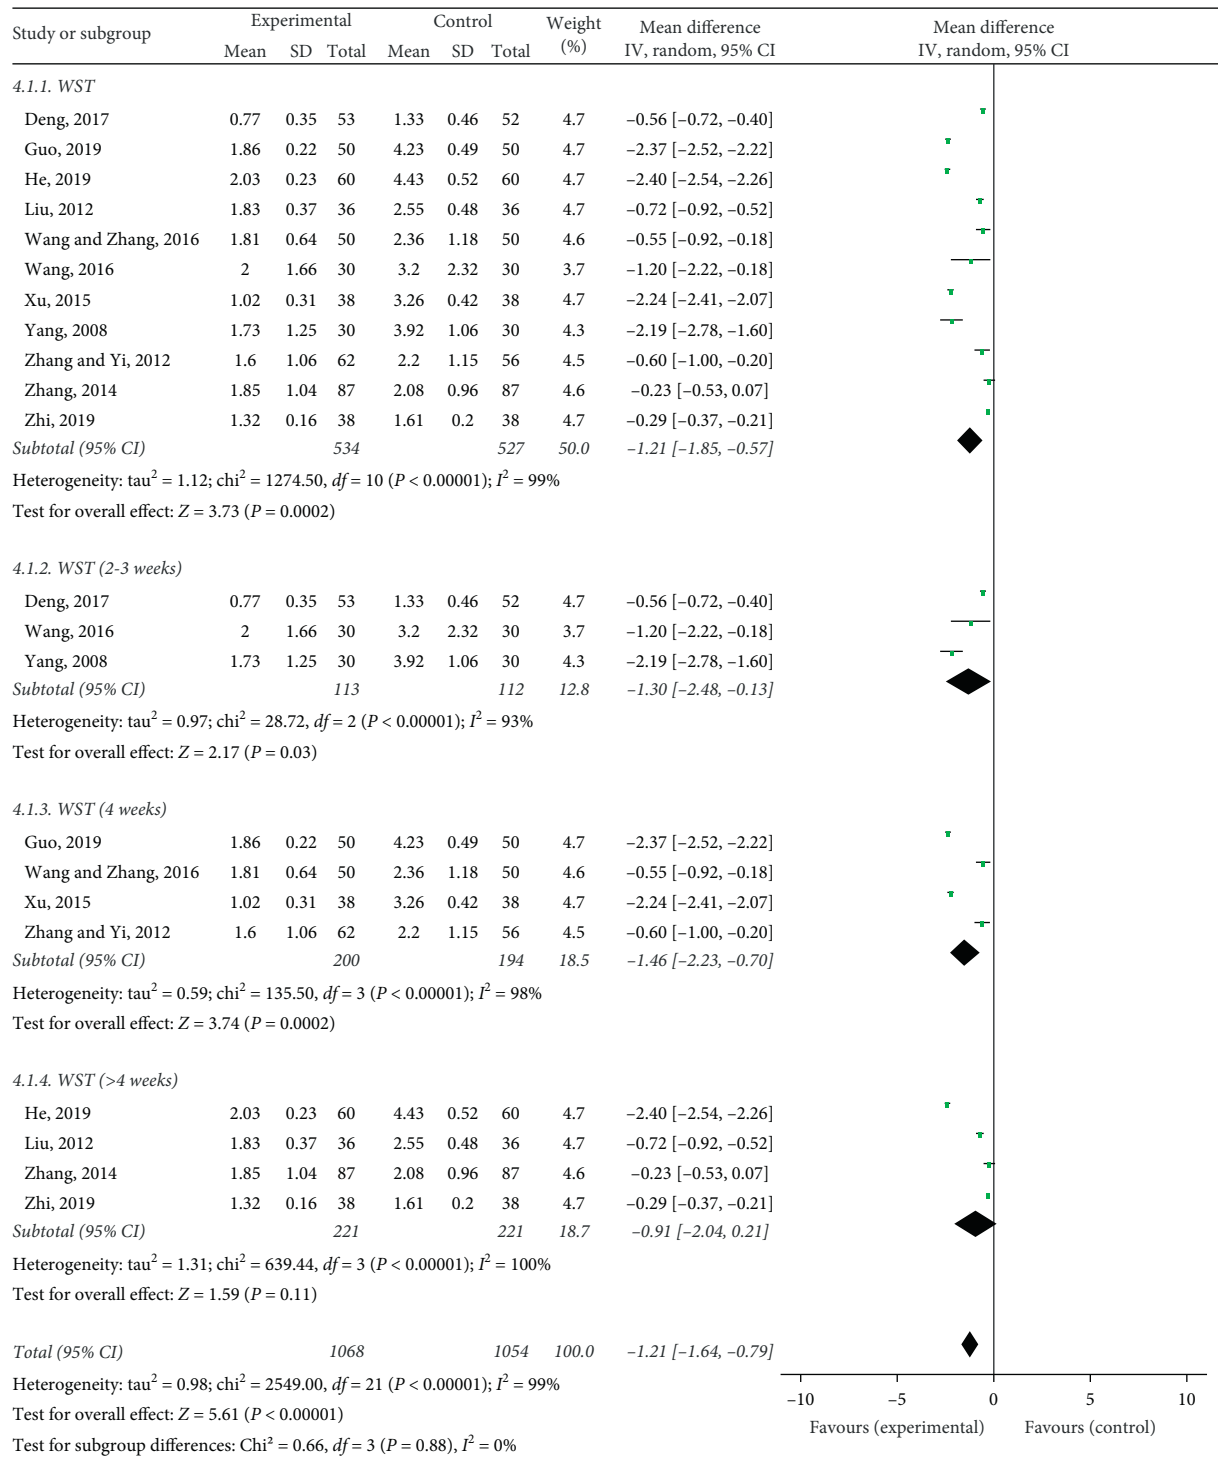 Study or subgroup Experimental Control Weight (%) Mean difference IV, random, 95% CI Mean difference IV, random, 95% CI
Mean SD Total Mean SD Total
4.1.1. WST
Deng, 2017 0.77 0.35 53 1.33 0.46 52 4.7 –0.56 [–0.72, –0.40]
Guo, 2019 1.86 0.22 50 4.23 0.49 50 4.7 –2.37 [–2.52, –2.22]
He, 2019 2.03 0.23 60 4.43 0.52 60 4.7 –2.40 [–2.54, –2.26]
Liu, 2012 1.83 0.37 36 2.55 0.48 36 4.7 –0.72 [–0.92, –0.52]
Wang and Zhang, 2016 1.81 0.64 50 2.36 1.18 50 4.6 –0.55 [–0.92, –0.18]
Wang, 2016 2 1.66 30 3.2 2.32 30 3.7 –1.20 [–2.22, –0.18]
Xu, 2015 1.02 0.31 38 3.26 0.42 38 4.7 –2.24 [–2.41, –2.07]
Yang, 2008 1.73 1.25 30 3.92 1.06 30 4.3 –2.19 [–2.78, –1.60]
Zhang and Yi, 2012 1.6 1.06 62 2.2 1.15 56 4.5 –0.60 [–1.00, –0.20]
Zhang, 2014 1.85 1.04 87 2.08 0.96 87 4.6 –0.23 [–0.53, 0.07]
Zhi, 2019 1.32 0.16 38 1.61 0.2 38 4.7 –0.29 [–0.37, –0.21]
Subtotal (95% CI) 534 527 50.0 –1.21 [–1.85, –0.57]
Heterogeneity: tau² = 1.12; chi² = 1274.50, df = 10 (P < 0.00001); I² = 99%
Test for overall effect: Z = 3.73 (P = 0.0002)
4.1.2. WST (2-3 weeks)
Deng, 2017 0.77 0.35 53 1.33 0.46 52 4.7 –0.56 [–0.72, –0.40]
Wang, 2016 2 1.66 30 3.2 2.32 30 3.7 –1.20 [–2.22, –0.18]
Yang, 2008 1.73 1.25 30 3.92 1.06 30 4.3 –2.19 [–2.78, –1.60]
Subtotal (95% CI) 113 112 12.8 –1.30 [–2.48, –0.13]
Heterogeneity: tau² = 0.97; chi² = 28.72, df = 2 (P < 0.00001); I² = 93%
Test for overall effect: Z = 2.17 (P = 0.03)
4.1.3. WST (4 weeks)
Guo, 2019 1.86 0.22 50 4.23 0.49 50 4.7 –2.37 [–2.52, –2.22]
Wang and Zhang, 2016 1.81 0.64 50 2.36 1.18 50 4.6 –0.55 [–0.92, –0.18]
Xu, 2015 1.02 0.31 38 3.26 0.42 38 4.7 –2.24 [–2.41, –2.07]
Zhang and Yi, 2012 1.6 1.06 62 2.2 1.15 56 4.5 –0.60 [–1.00, –0.20]
Subtotal (95% CI) 200 194 18.5 –1.46 [–2.23, –0.70]
Heterogeneity: tau² = 0.59; chi² = 135.50, df = 3 (P < 0.00001); I² = 98%
Test for overall effect: Z = 3.74 (P = 0.0002)
4.1.4. WST (>4 weeks)
He, 2019 2.03 0.23 60 4.43 0.52 60 4.7 –2.40 [–2.54, –2.26]
Liu, 2012 1.83 0.37 36 2.55 0.48 36 4.7 –0.72 [–0.92, –0.52]
Zhang, 2014 1.85 1.04 87 2.08 0.96 87 4.6 –0.23 [–0.53, 0.07]
Zhi, 2019 1.32 0.16 38 1.61 0.2 38 4.7 –0.29 [–0.37, –0.21]
Subtotal (95% CI) 221 221 18.7 –0.91 [–2.04, 0.21]
Heterogeneity: tau² = 1.31; chi² = 639.44, df = 3 (P < 0.00001); I² = 100%
Test for overall effect: Z = 1.59 (P = 0.11)
Total (95% CI) 1068 1054 100.0 –1.21 [–1.64, –0.79]
Heterogeneity: tau² = 0.98; chi² = 2549.00, df = 21 (P < 0.00001); I² = 99%
Test for overall effect: Z = 5.61 (P < 0.00001)
Test for subgroup differences: Chi² = 0.66, df = 3 (P = 0.88), I² = 0%
–10 –5 0 5 10
Favours (experimental) Favours (control)